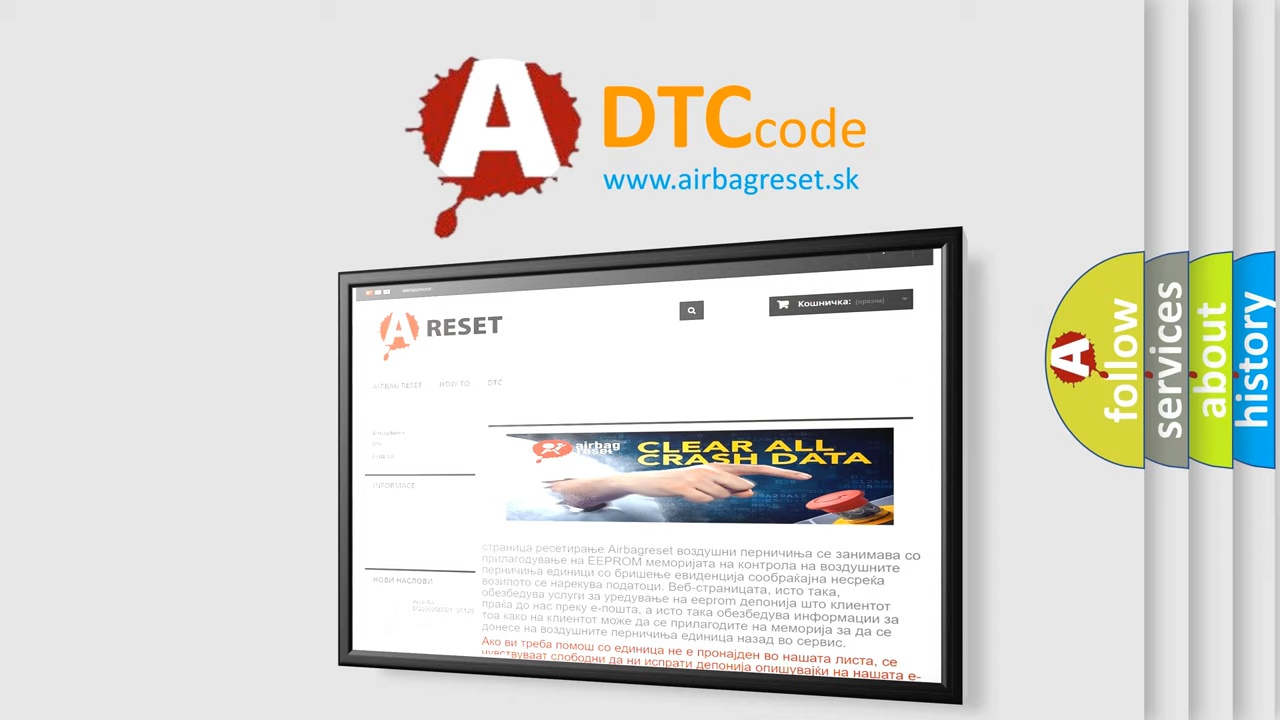 A
DTCcode
www.airbagreset.sk
A RESET
Кошничка: (празна)
AIRBAG RESET HOW TO DTC
INFORMACE
airbag
reset
CLEAR ALL
CRASH DATA
страница ресетирање Airbagreset воздушни перничиња се занимава со
прилагодување на EEPROM меморијата на контрола на воздушните
перничиња единици со бришење евиденција сообраќајна несреќа
возилото се нарекува податоци. Веб-страницата, исто така,
обезбедува услуги за уредување на eeprom депонија што клиентот
праќа до нас преку е-пошта, а исто така обезбедува информации за
тоа како на клиентот може да се прилагодите на меморија за да се
донесе на воздушните перничиња единица назад во сервис.
Ако ви треба помош со единица не е пронајден во нашата листа, се
чувствуваат слободни да ни испрати депонија опишувајќи на нашата е-
НОВИ НАСЛОВИ
A
follow
services
about
history